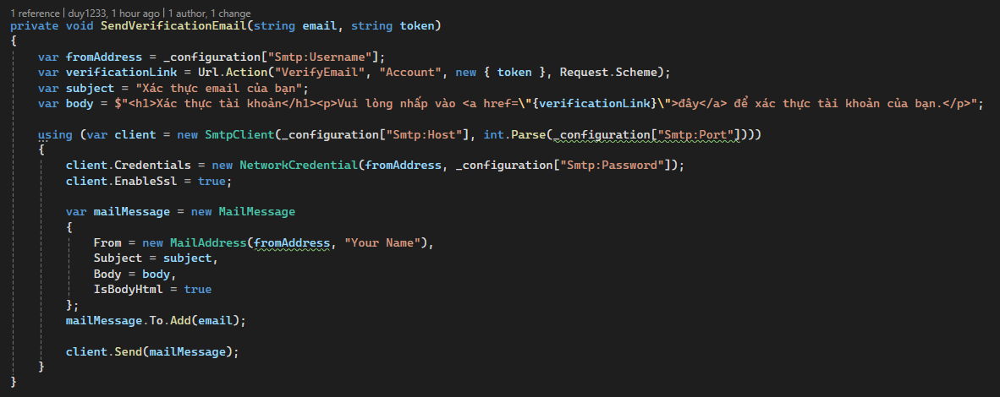 1 reference | duy1233, 1 hour ago | 1 author, 1 change
private void SendVerificationEmail(string email, string token)
{
    var fromAddress = _configuration["Smtp:Username"];
    var verificationLink = Url.Action("VerifyEmail", "Account", new { token }, Request.Scheme);
    var subject = "Xác thực email của bạn";
    var body = $"<h1>Xác thực tài khoản</h1><p>Vui lòng nhấp vào <a href=\"{verificationLink}\">đây</a> để xác thực tài khoản của bạn.</p>";
    using (var client = new SmtpClient(_configuration["Smtp:Host"], int.Parse(_configuration["Smtp:Port"])))
    {
        client.Credentials = new NetworkCredential(fromAddress, _configuration["Smtp:Password"]);
        client.EnableSsl = true;
        var mailMessage = new MailMessage
        {
            From = new MailAddress(fromAddress, "Your Name"),
            Subject = subject,
            Body = body,
            IsBodyHtml = true
        };
        mailMessage.To.Add(email);
        client.Send(mailMessage);
    }
}